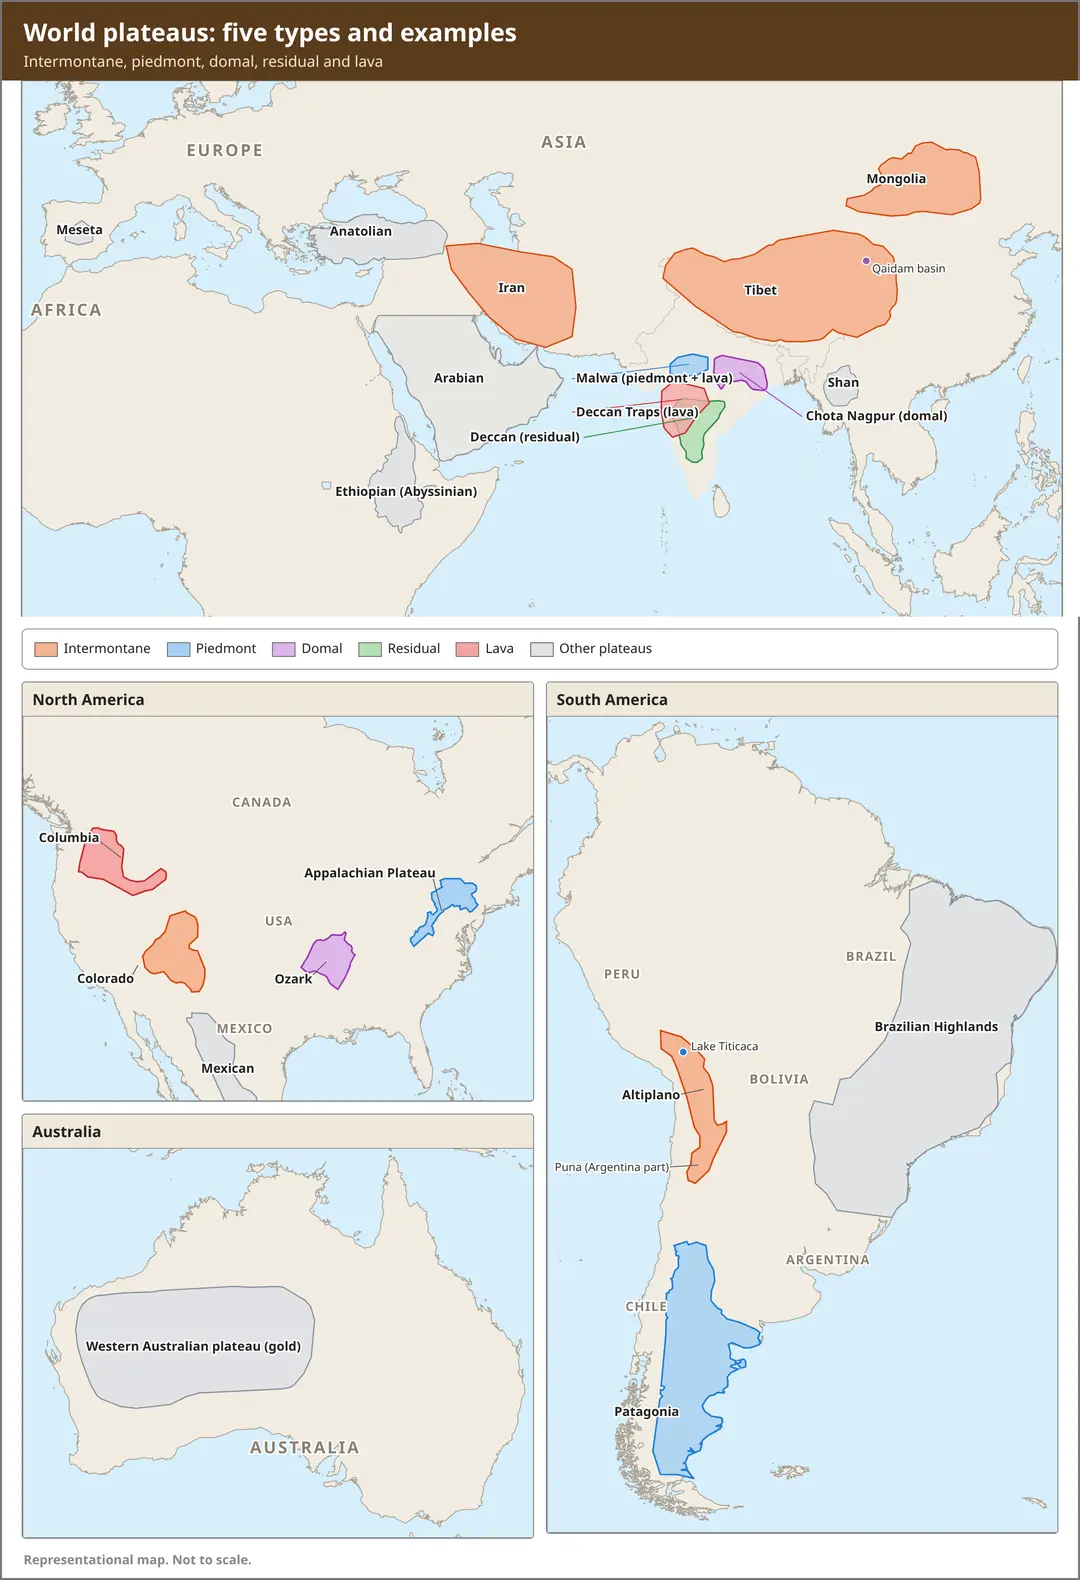 World plateaus: five types and examples
Intermontane, piedmont, domal, residual and lava
EUROPE
ASIA
Mongolia
Meseta
Anatolian
Qaidam basin
Iran
Tibet
AFRICA
Arabian
Malwa (piedmont + lava)
Shan
Deccan Traps (lava)
Chota Nagpur (domal)
Deccan (residual)
Ethiopian (Abyssinian)
Intermontane
Piedmont
Domal
Residual
Lava
Other plateaus
North America
CANADA
Columbia
Appalachian Plateau
USA
Colorado
Ozark
MEXICO
Mexican
South America
BRAZIL
PERU
Brazilian Highlands
Lake Titicaca
BOLIVIA
Altiplano
Puna (Argentina part)
ARGENTINA
CHILE
Patagonia
Australia
Western Australian plateau (gold)
AUSTRALIA
Representational map. Not to scale.